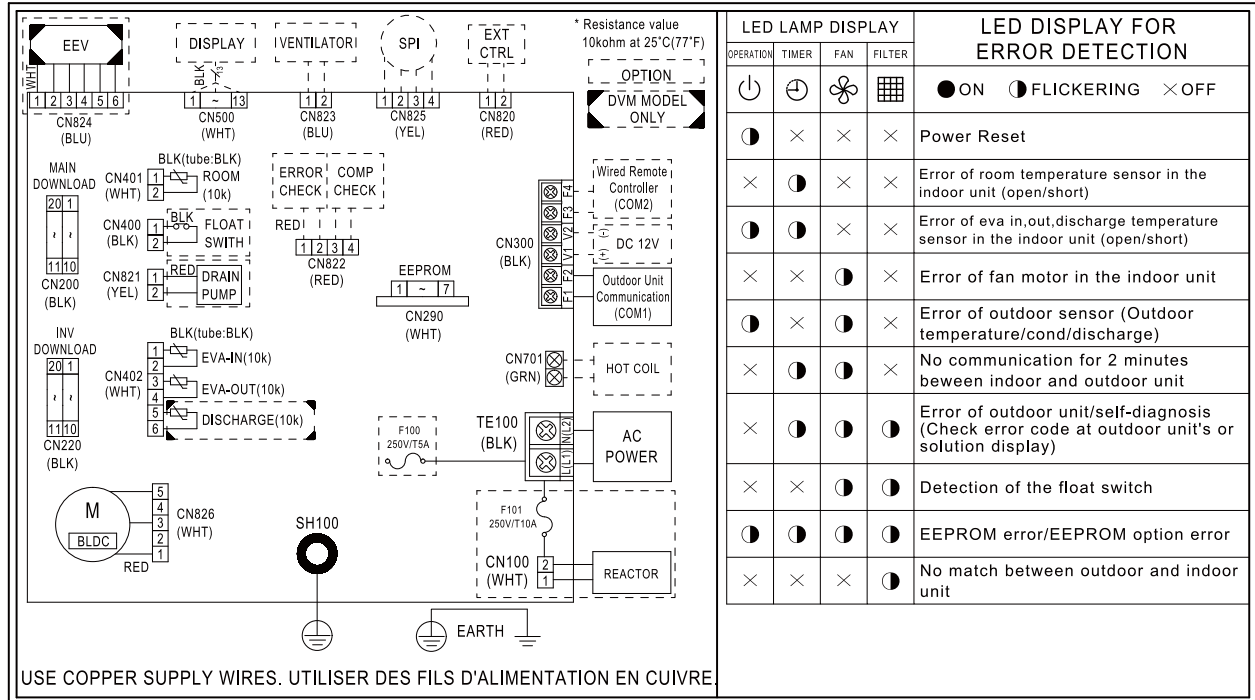 EEV
WHT
1 2 3 4 5 6
CN824
(BLU)
DISPLAY
BLK
13
1 ~ 13
CN500
(WHT)
VENTILATOR
1 2
CN823
(BLU)
SPI
1 2 3 4
CN825
(YEL)
EXT
CTRL
1 2
CN820
(RED)
* Resistance value
10kohm at 25°C(77°F)
OPTION
DVM MODEL
ONLY
MAIN
DOWNLOAD
20 1
~ ~
11 10
CN200
(BLK)
BLK(tube:BLK)
CN401
(WHT)
1
2
ROOM
(10k)
CN400
(BLK)
1
2
BLK
FLOAT
SWITH
CN821
(YEL)
1
2
RED
DRAIN
PUMP
ERROR
CHECK
COMP
CHECK
RED
1 2 3 4
CN822
(RED)
EEPROM
1 ~ 7
CN290
(WHT)
CN300
(BLK)
F4
F3
V2
V1
F2
F1
(-)
(+)
Wired Remote
Controller
(COM2)
DC 12V
Outdoor Unit
Communication
(COM1)
INV
DOWNLOAD
20 1
~ ~
11 10
CN220
(BLK)
BLK(tube:BLK)
CN402
(WHT)
1
2
3
4
5
6
EVA-IN(10k)
EVA-OUT(10k)
DISCHARGE(10k)
CN701
(GRN)
HOT COIL
F100
250V/T5A
TE100
(BLK)
N(L2)
L(L1)
AC
POWER
M
BLDC
5
4
3
2
1
RED
CN826
(WHT)
SH100
F101
250V/T10A
CN100
(WHT)
2
1
REACTOR
EARTH
USE COPPER SUPPLY WIRES. UTILISER DES FILS D'ALIMENTATION EN CUIVRE.
LED LAMP DISPLAY
OPERATION TIMER FAN FILTER
LED DISPLAY FOR
ERROR DETECTION
●ON ◑FLICKERING ×OFF
◑ × × × Power Reset
× ◑ × × Error of room temperature sensor in the
indoor unit (open/short)
◑ ◑ × × Error of eva in,out,discharge temperature
sensor in the indoor unit (open/short)
× × ◑ × Error of fan motor in the indoor unit
◑ × ◑ × Error of outdoor sensor (Outdoor
temperature/cond/discharge)
× ◑ ◑ × No communication for 2 minutes
beween indoor and outdoor unit
× ◑ ◑ ◑ Error of outdoor unit/self-diagnosis
(Check error code at outdoor unit's or
solution display)
× × ◑ ◑ Detection of the float switch
◑ ◑ ◑ ◑ EEPROM error/EEPROM option error
× × × ◑ No match between outdoor and indoor
unit